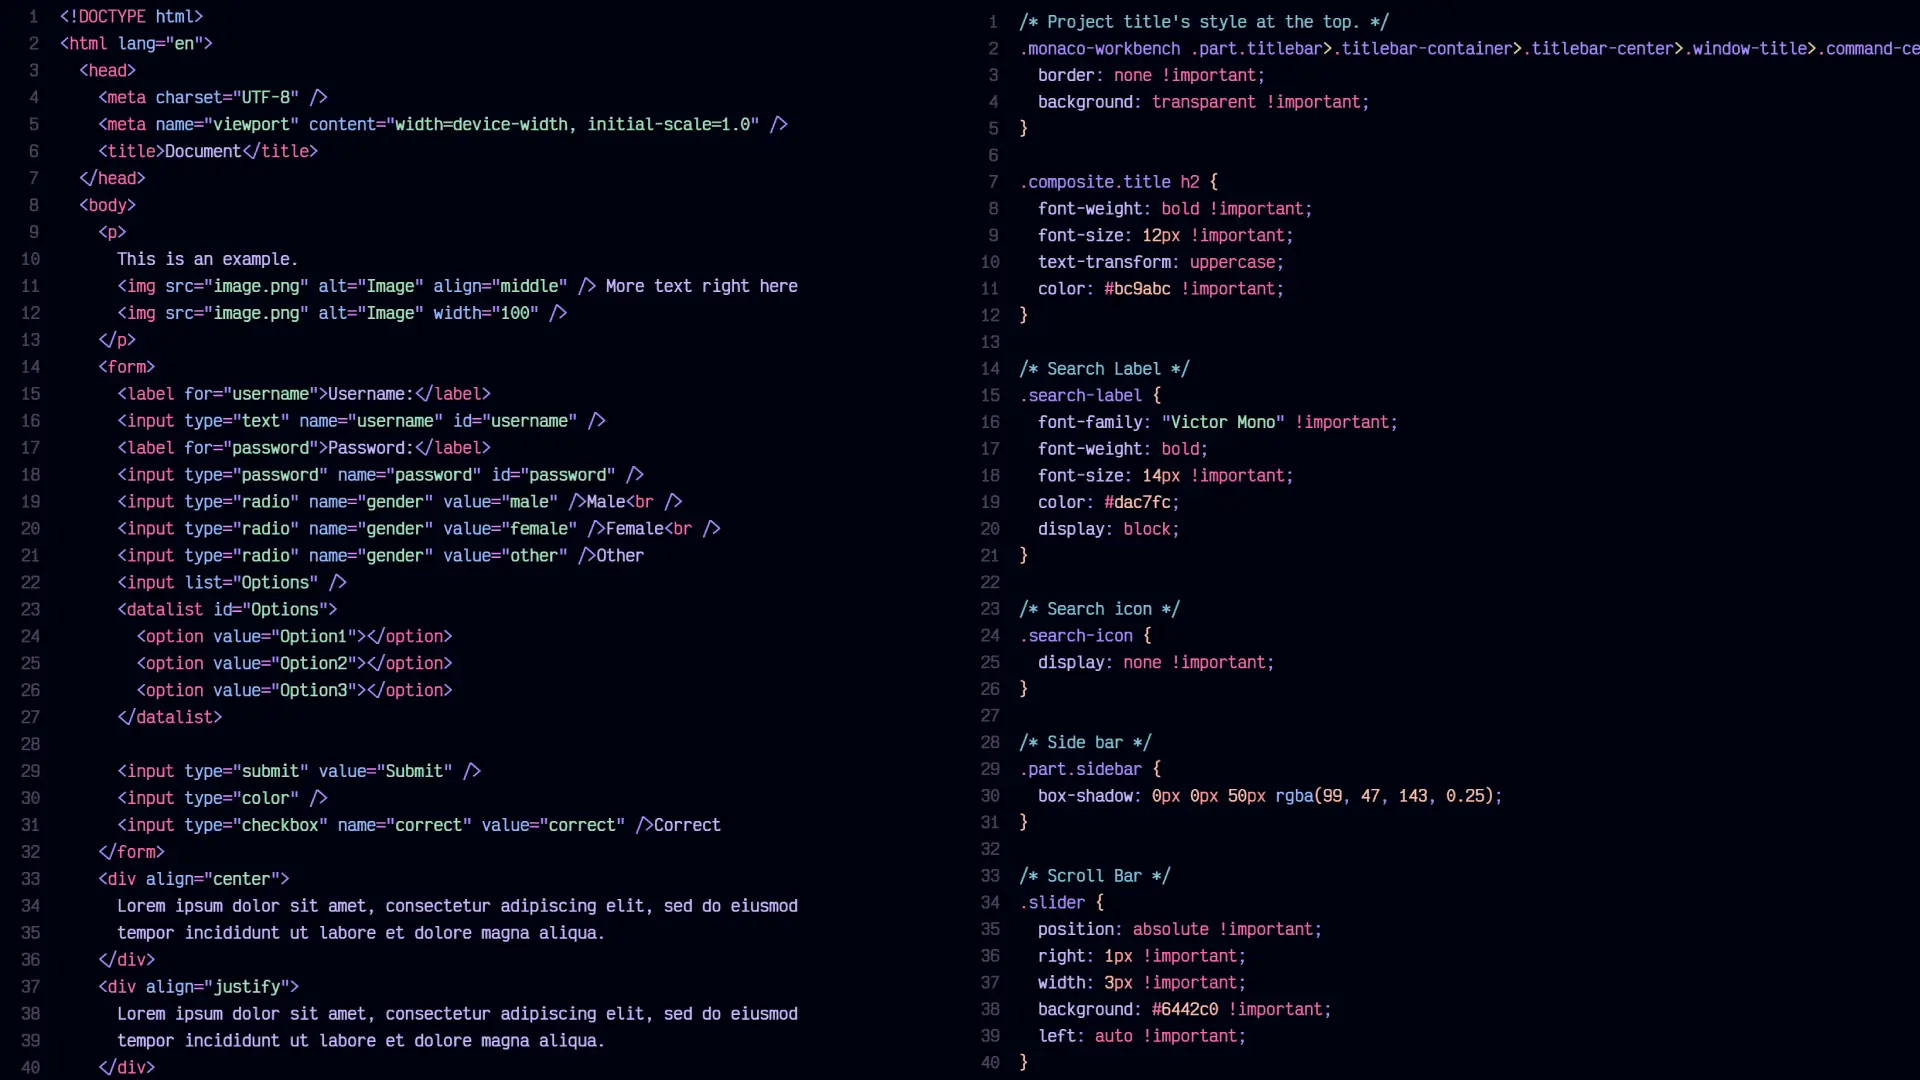 1 <!DOCTYPE html>
2 <html lang="en">
3 <head>
4 <meta charset="UTF-8" />
5 <meta name="viewport" content="width=device-width, initial-scale=1.0" />
6 <title>Document</title>
7 </head>
8 <body>
9 <p>
10 This is an example.
11 <img src="image.png" alt="Image" align="middle" /> More text right here
12 <img src="image.png" alt="Image" width="100" />
13 </p>
14 <form>
15 <label for="username">Username:</label>
16 <input type="text" name="username" id="username" />
17 <label for="password">Password:</label>
18 <input type="password" name="password" id="password" />
19 <input type="radio" name="gender" value="male" />Male<br />
20 <input type="radio" name="gender" value="female" />Female<br />
21 <input type="radio" name="gender" value="other" />Other
22 <input list="Options" />
23 <datalist id="Options">
24 <option value="Option1"></option>
25 <option value="Option2"></option>
26 <option value="Option3"></option>
27 </datalist>
28
29 <input type="submit" value="Submit" />
30 <input type="color" />
31 <input type="checkbox" name="correct" value="correct" />Correct
32 </form>
33 <div align="center">
34 Lorem ipsum dolor sit amet, consectetur adipiscing elit, sed do eiusmod
35 tempor incididunt ut labore et dolore magna aliqua.
36 </div>
37 <div align="justify">
38 Lorem ipsum dolor sit amet, consectetur adipiscing elit, sed do eiusmod
39 tempor incididunt ut labore et dolore magna aliqua.
40 </div>
1 /* Project title's style at the top. */
2 .monaco-workbench .part.titlebar>.titlebar-container>.titlebar-center>.window-title>.command-ce
3 border: none !important;
4 background: transparent !important;
5 }
6
7 .composite.title h2 {
8 font-weight: bold !important;
9 font-size: 12px !important;
10 text-transform: uppercase;
11 color: #bc9abc !important;
12 }
13
14 /* Search Label */
15 .search-label {
16 font-family: "Victor Mono" !important;
17 font-weight: bold;
18 font-size: 14px !important;
19 color: #dac7fc;
20 display: block;
21 }
22
23 /* Search icon */
24 .search-icon {
25 display: none !important;
26 }
27
28 /* Side bar */
29 .part.sidebar {
30 box-shadow: 0px 0px 50px rgba(99, 47, 143, 0.25);
31 }
32
33 /* Scroll Bar */
34 .slider {
35 position: absolute !important;
36 right: 1px !important;
37 width: 3px !important;
38 background: #6442c0 !important;
39 left: auto !important;
40 }